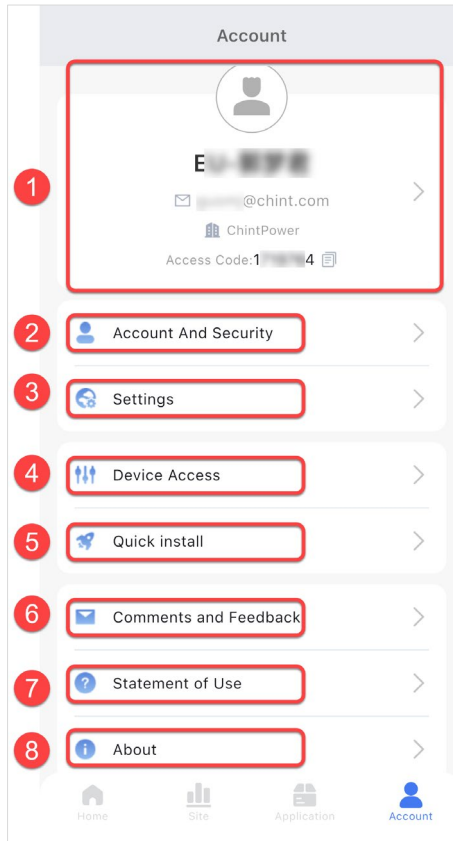 Account
1
@chint.com
ChintPower
Access Code:1 4
2
Account And Security
3
Settings
4
Device Access
5
Quick install
6
Comments and Feedback
7
Statement of Use
8
About
Home Site Application Account